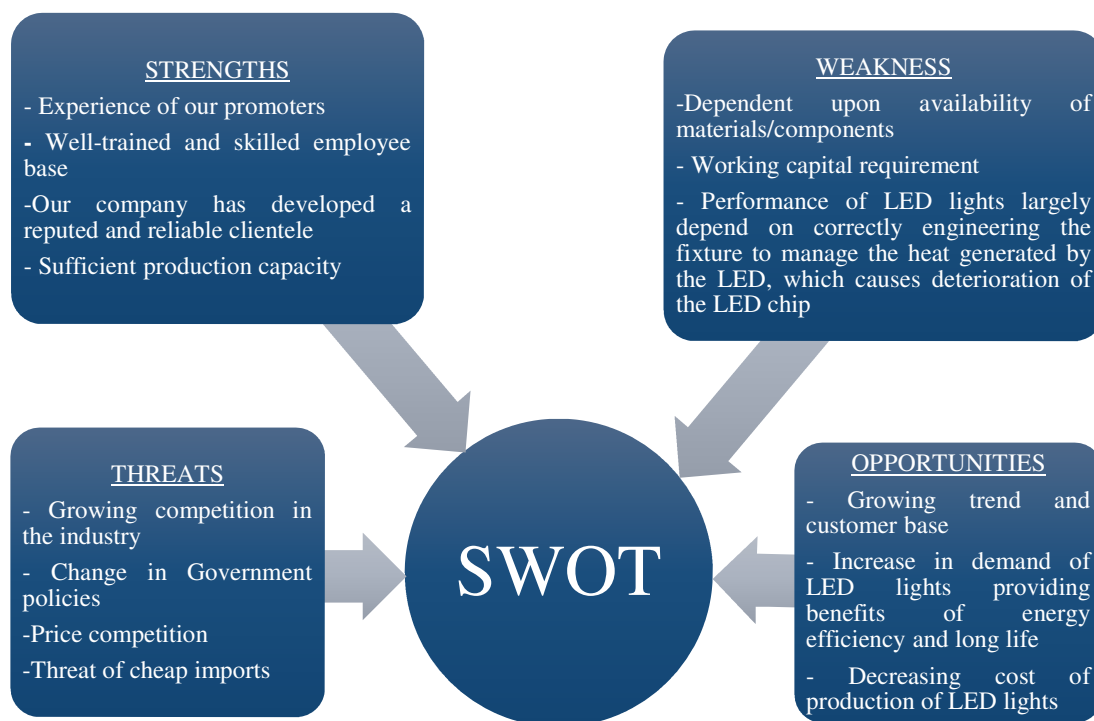 STRENGTHS
- Experience of our promoters
- Well-trained and skilled employee
base
-Our company has developed a
reputed and reliable clientele
- Sufficient production capacity
WEAKNESS
-Dependent upon availability of
materials/components
- Working capital requirement
- Performance of LED lights largely
depend on correctly engineering the
fixture to manage the heat generated by
the LED, which causes deterioration of
the LED chip
THREATS
- Growing competition in
the industry
- Change in Government
policies
-Price competition
-Threat of cheap imports
SWOT
OPPORTUNITIES
- Growing trend and
customer base
- Increase in demand of
LED lights providing
benefits of energy
efficiency and long life
- Decreasing cost of
production of LED lights